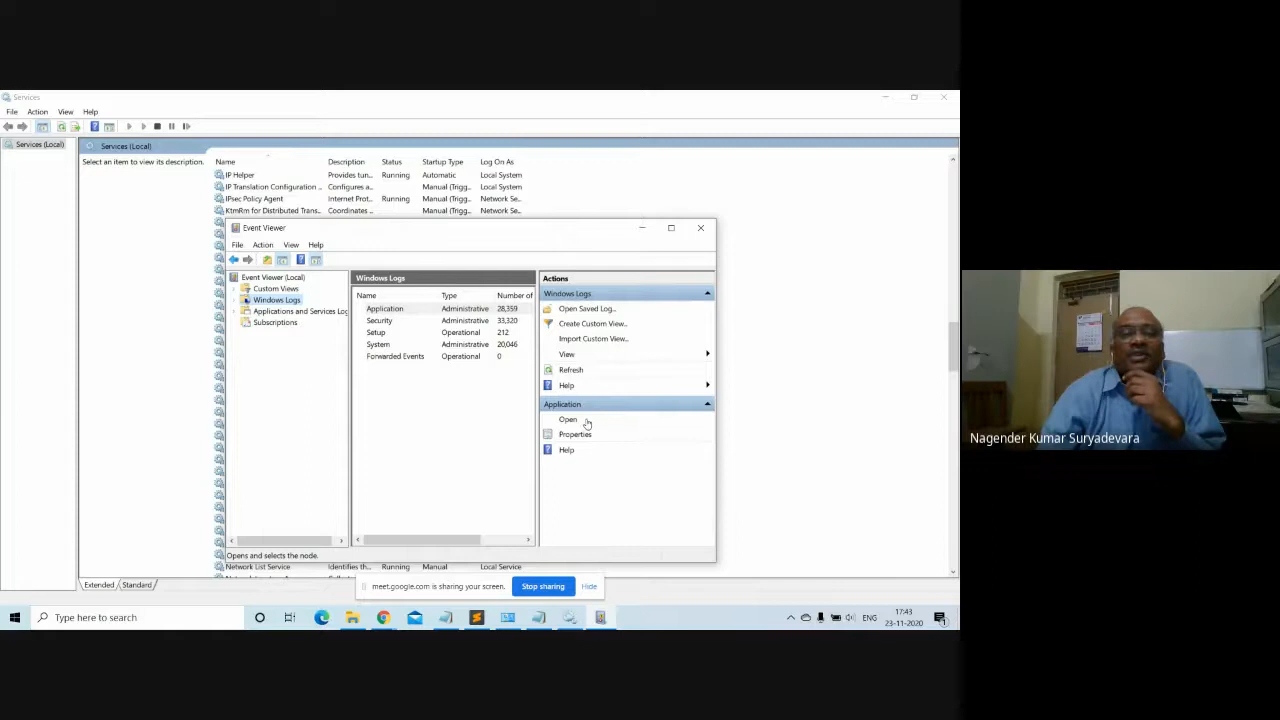 Services
File Action View Help
Services (Local)
Services (Local)
Select an item to view its description.
Name Description Status Startup Type Log On As
IP Helper Provides tun... Running Automatic Local System
IP Translation Configuration ... Configures a... Manual (Trigg... Local System
IPsec Policy Agent Internet Prot... Running Manual (Trigg... Network Se...
KtmRm for Distributed Trans... Coordinates ... Manual (Trigg... Network Se...
Event Viewer
File Action View Help
Event Viewer (Local)
Custom Views
Windows Logs
Applications and Services Log
Subscriptions
Windows Logs
Name Type Number of
Application Administrative 28,359
Security Administrative 33,320
Setup Operational 212
System Administrative 20,046
Forwarded Events Operational 0
Actions
Windows Logs
Open Saved Log...
Create Custom View...
Import Custom View...
View
Refresh
Help
Application
Open
Properties
Help
Opens and selects the node.
Network List Service Identifies th... Running Manual Local Service
Extended Standard
meet.google.com is sharing your screen. Stop sharing Hide
Type here to search
ENG
17:43
23-11-2020
Nagender Kumar Suryadevara